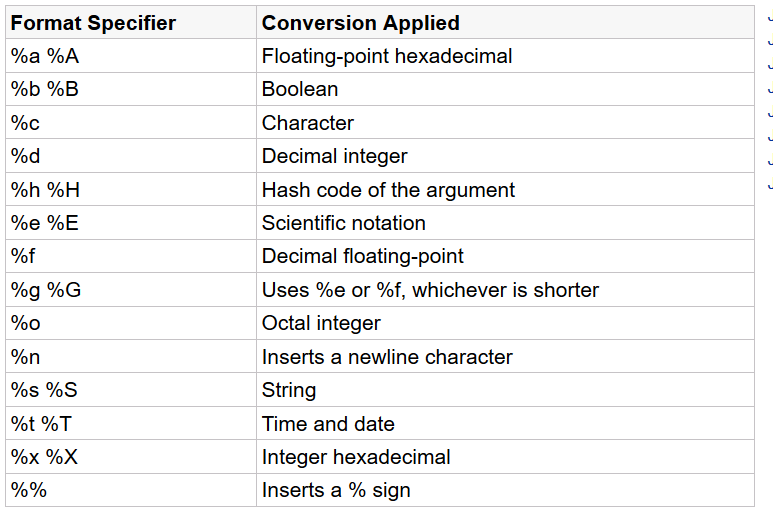 Format Specifier Conversion Applied
%a %A Floating-point hexadecimal
%b %B Boolean
%c Character
%d Decimal integer
%h %H Hash code of the argument
%e %E Scientific notation
%f Decimal floating-point
%g %G Uses %e or %f, whichever is shorter
%o Octal integer
%n Inserts a newline character
%s %S String
%t %T Time and date
%x %X Integer hexadecimal
%% Inserts a % sign